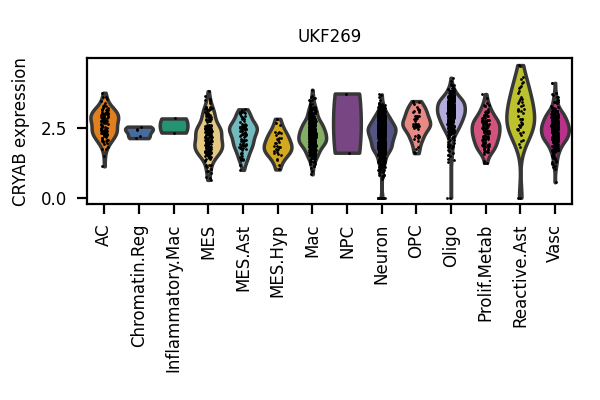 UKF269
CRYAB expression
2.5
0.0
AC
Chromatin.Reg
Inflammatory.Mac
MES
MES.Ast
MES.Hyp
Mac
NPC
Neuron
OPC
Oligo
Prolif.Metab
Reactive.Ast
Vasc